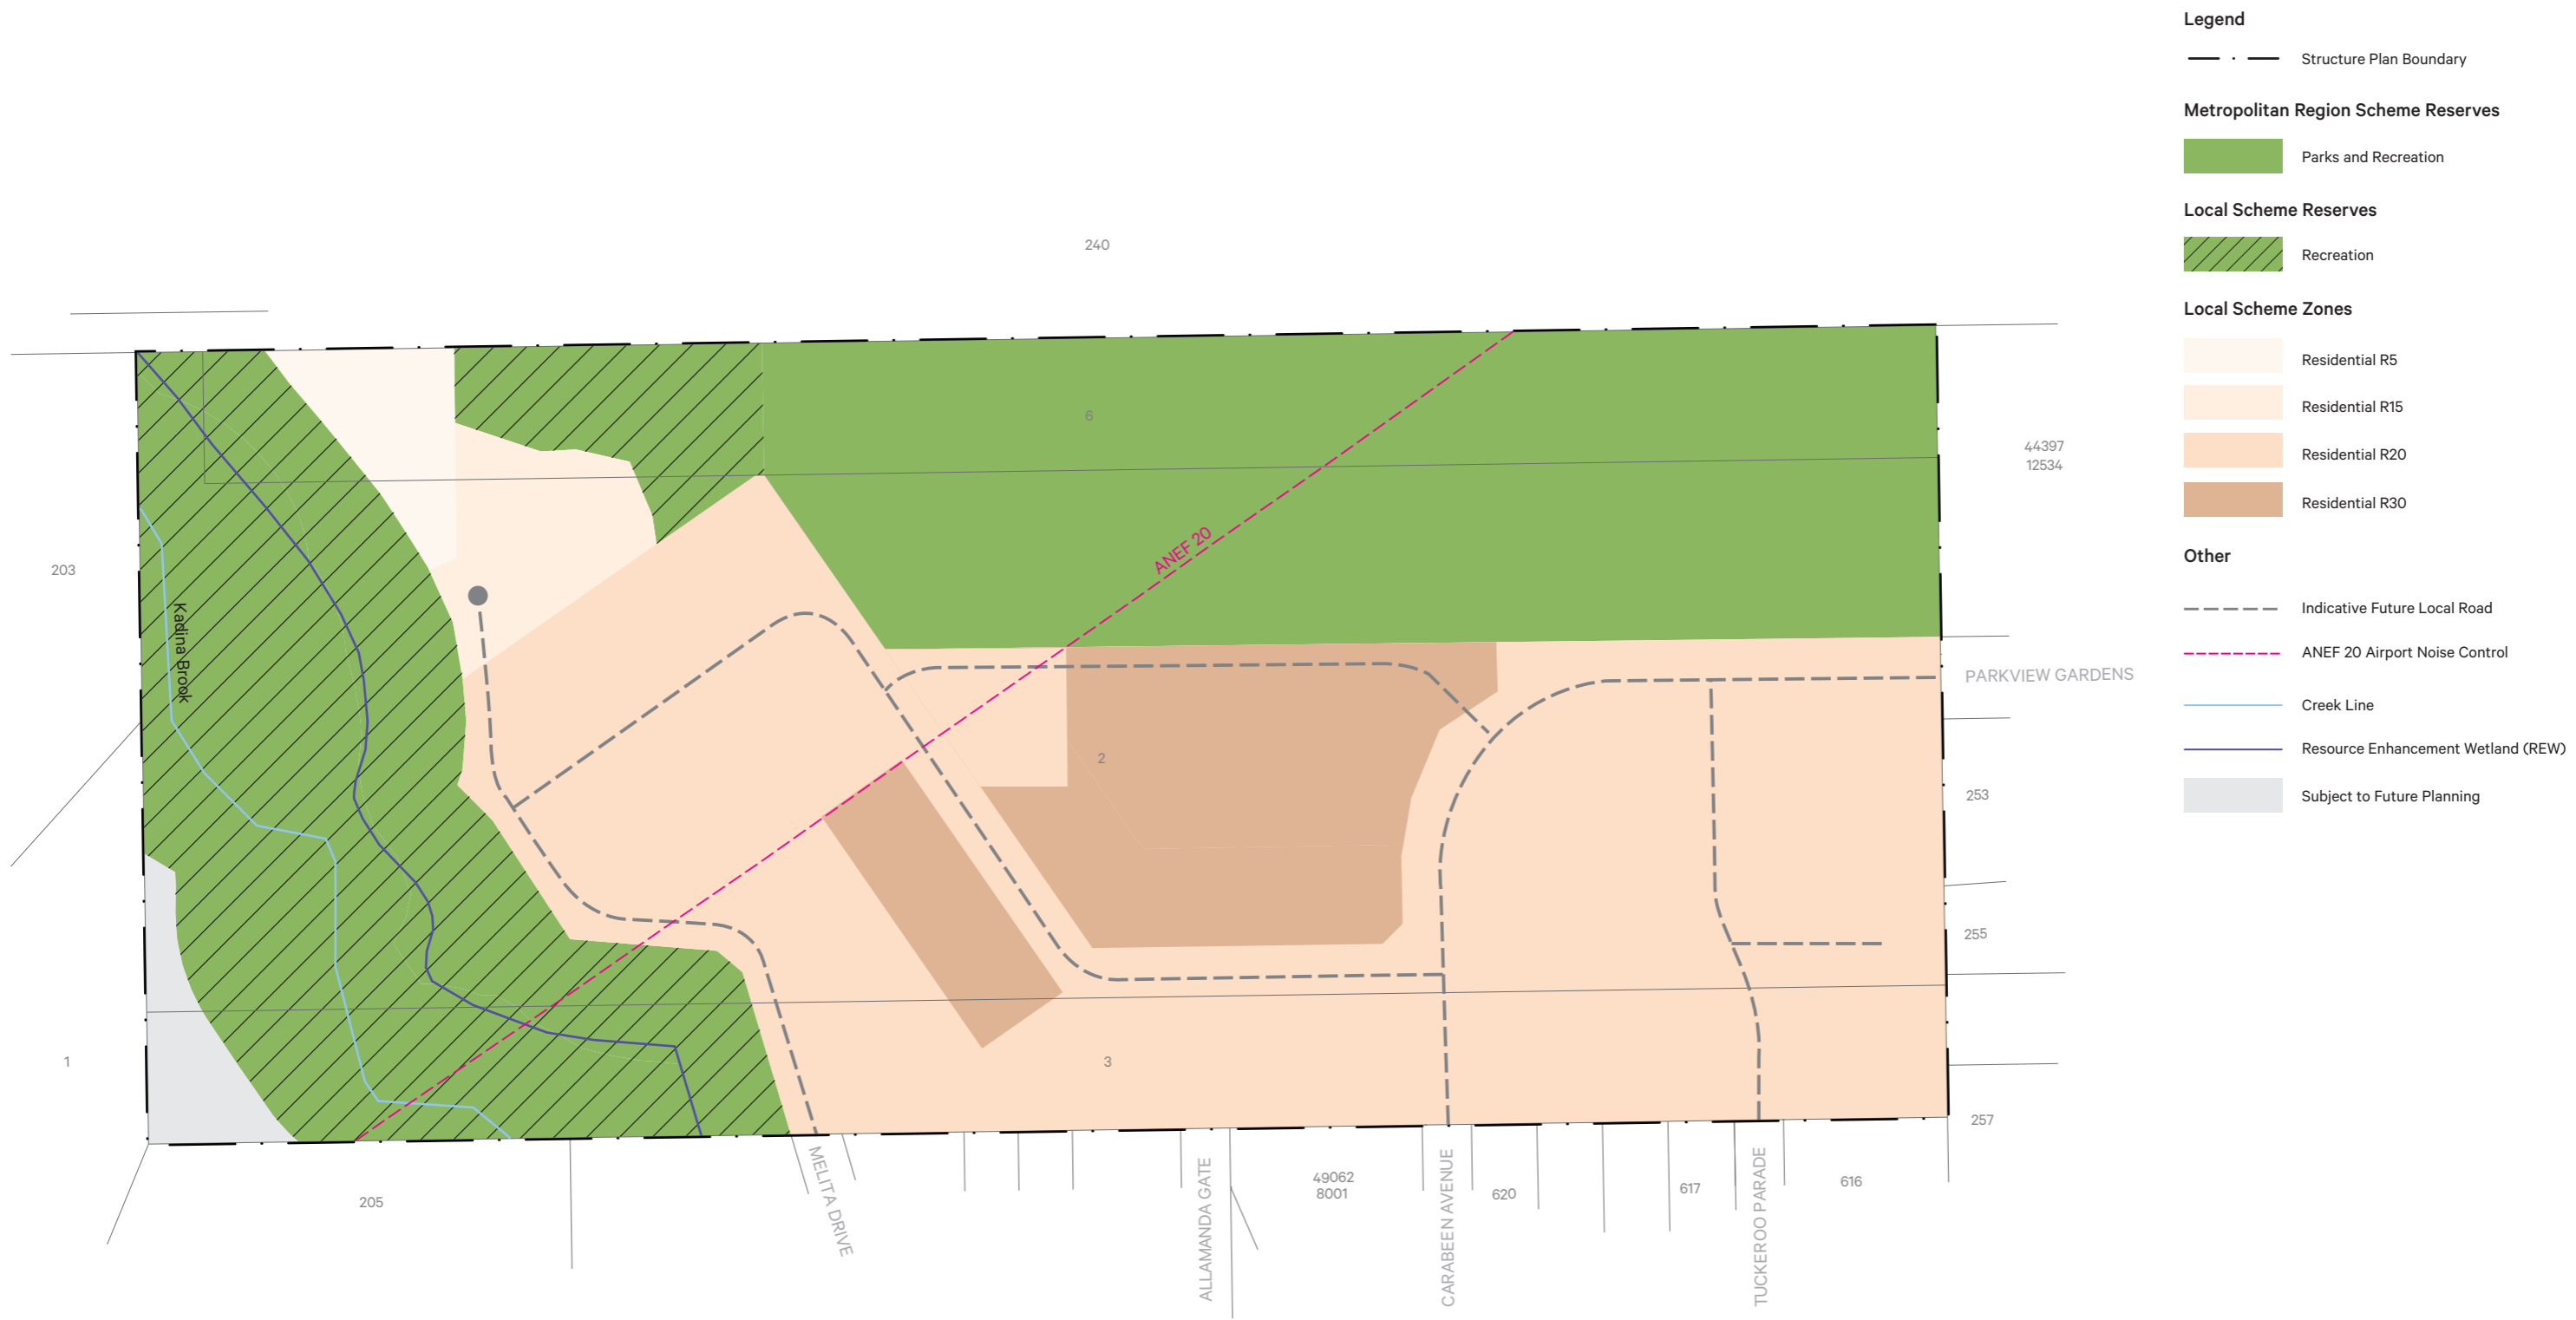 Legend
Structure Plan Boundary
Metropolitan Region Scheme Reserves
Parks and Recreation
Local Scheme Reserves
Recreation
Local Scheme Zones
Residential R5
Residential R15
Residential R20
Residential R30
Other
Indicative Future Local Road
ANEF 20 Airport Noise Control
Creek Line
Resource Enhancement Wetland (REW)
Subject to Future Planning
240
6
44397
12534
ANEF 20
203
Kadina Brook
PARKVIEW GARDENS
2
253
255
1
3
257
205
MELITA DRIVE
ALLAMANDA GATE
49062
8001
CARABEEN AVENUE
620
617
TUCKEROO PARADE
616